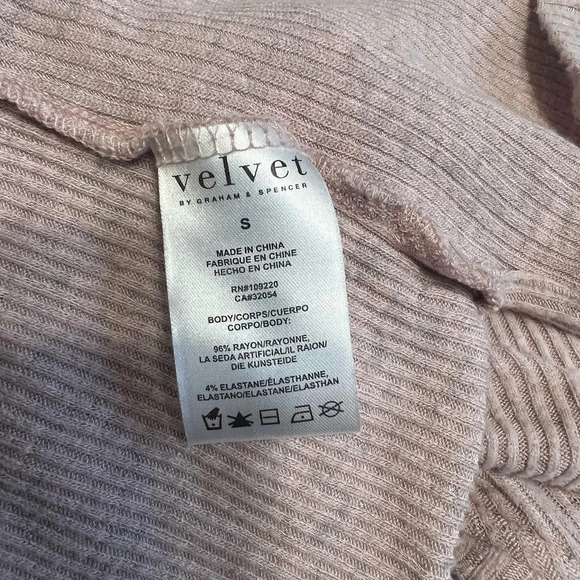 velvet
BY GRAHAM & SPENCER
S
MADE IN CHINA
FABRIQUE EN CHINE
HECHO EN CHINA
RN#109220
CA#32054
BODY/CORPS/CUERPO
CORPO/BODY:
96% RAYON/RAYONNE,
LA SEDA ARTIFICIAL/IL RAION/
DIE KUNSTEIDE
4% ELASTANE/ÉLASTHANNE,
ELASTANO/ELASTANE/ELASTHAN